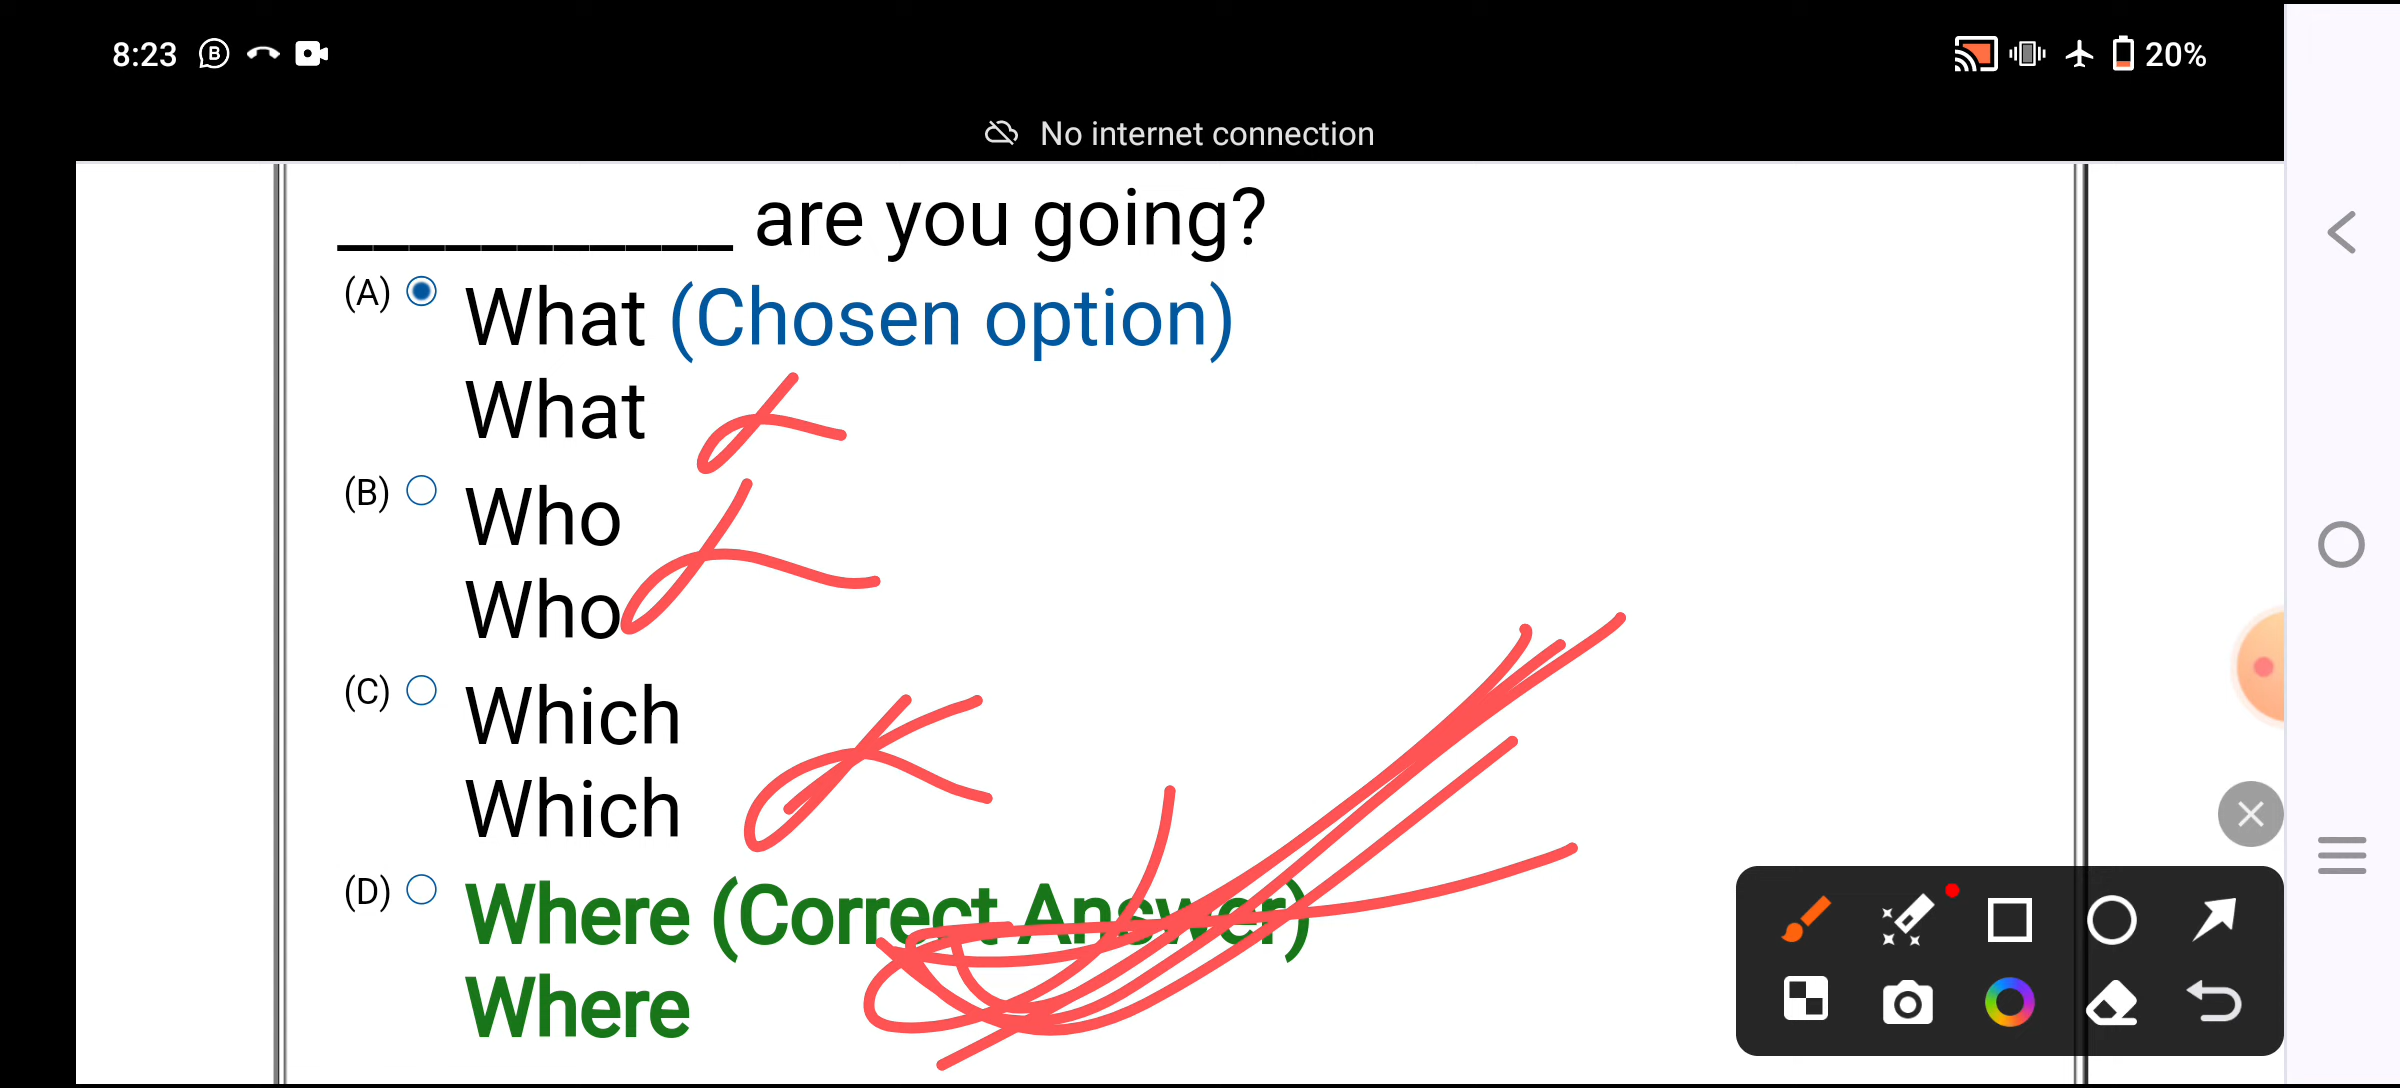 8:23
20%
No internet connection
___________ are you going?
(A) What (Chosen option)
What
(B) Who
Who
(C) Which
Which
(D) Where (Correct Answer)
Where